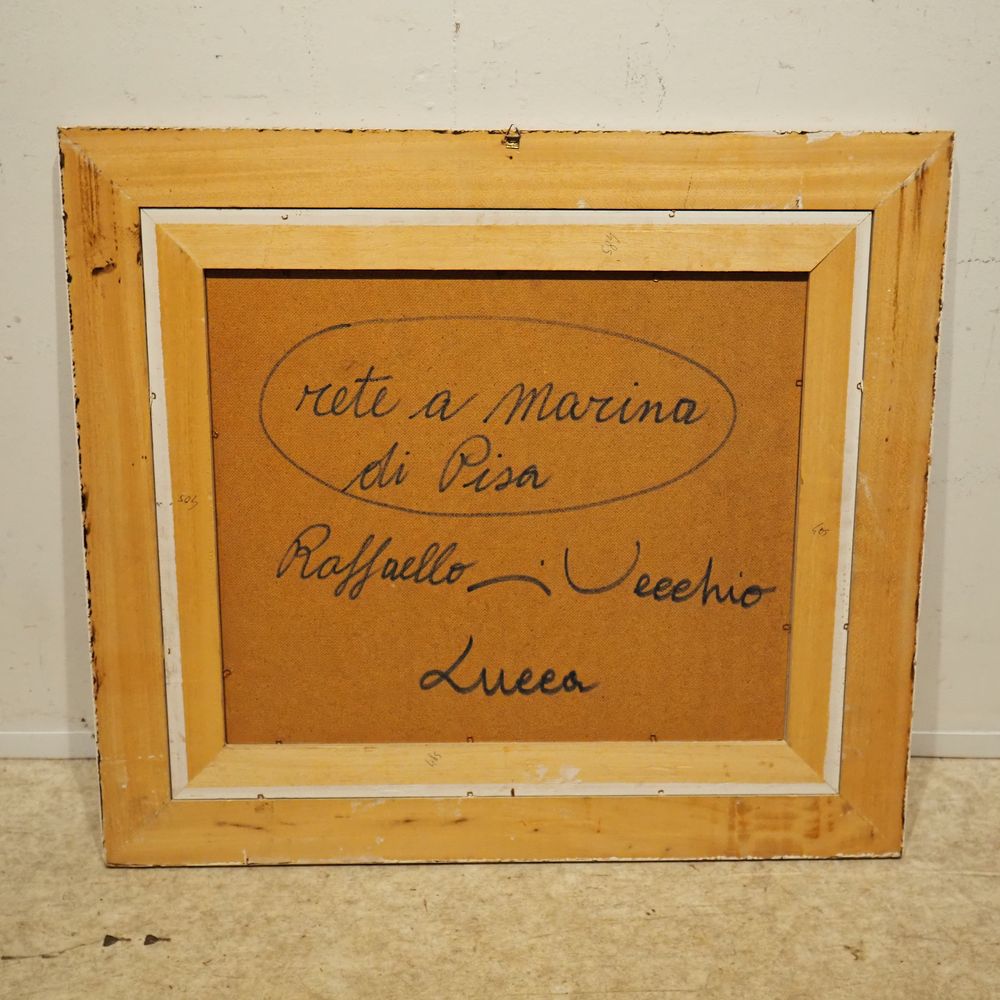 rete a marina
di Pisa
Raffaello Vecchio
Lucca